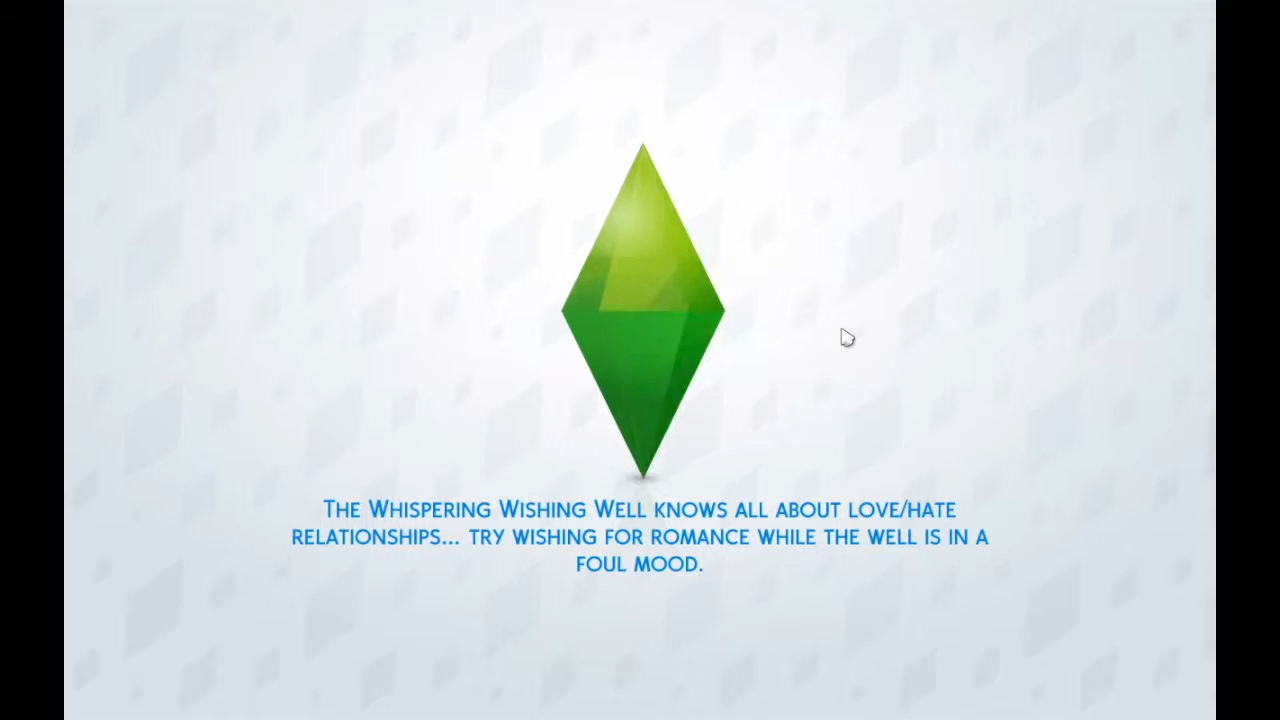 The Whispering Wishing Well knows all about love/hate
relationships... try wishing for romance while the well is in a
foul mood.